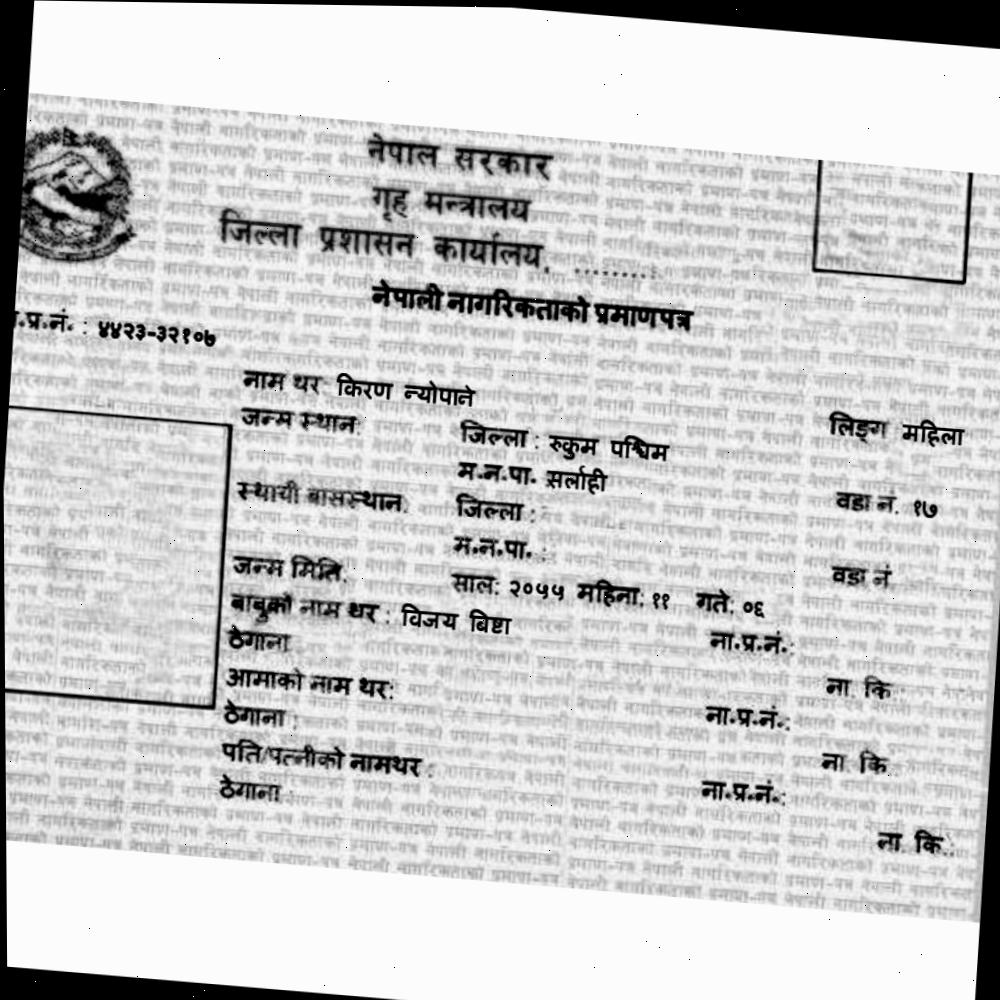 नेपाल सरकार
गृह मन्त्रालय
जिल्ला प्रशासन कार्यालय. .........
नेपाली नागरिकताको प्रमाणपत्र
.प्र.नं. : ४४२३-३२१०७
नाम थर: किरण न्योपाने लिङ्ग महिला
जन्म स्थान: जिल्ला : रुकुम पश्चिम
म.न.पा. सर्लाही वडा नं. १७
स्थायी बासस्थान: जिल्ला :
म.न.पा. : वडा नं
जन्म मिति: साल: २०५५ महिना: ११ गते: ०६
बाबुको नाम थर : विजय बिष्टा ना.प्र.नं.:
ठेगाना ना. कि.
आमाको नाम थर: ना.प्र.नं.:
ठेगाना : ना. कि.
पति/पत्नीको नामथर : ना.प्र.नं.:
ठेगाना : ना. कि.: